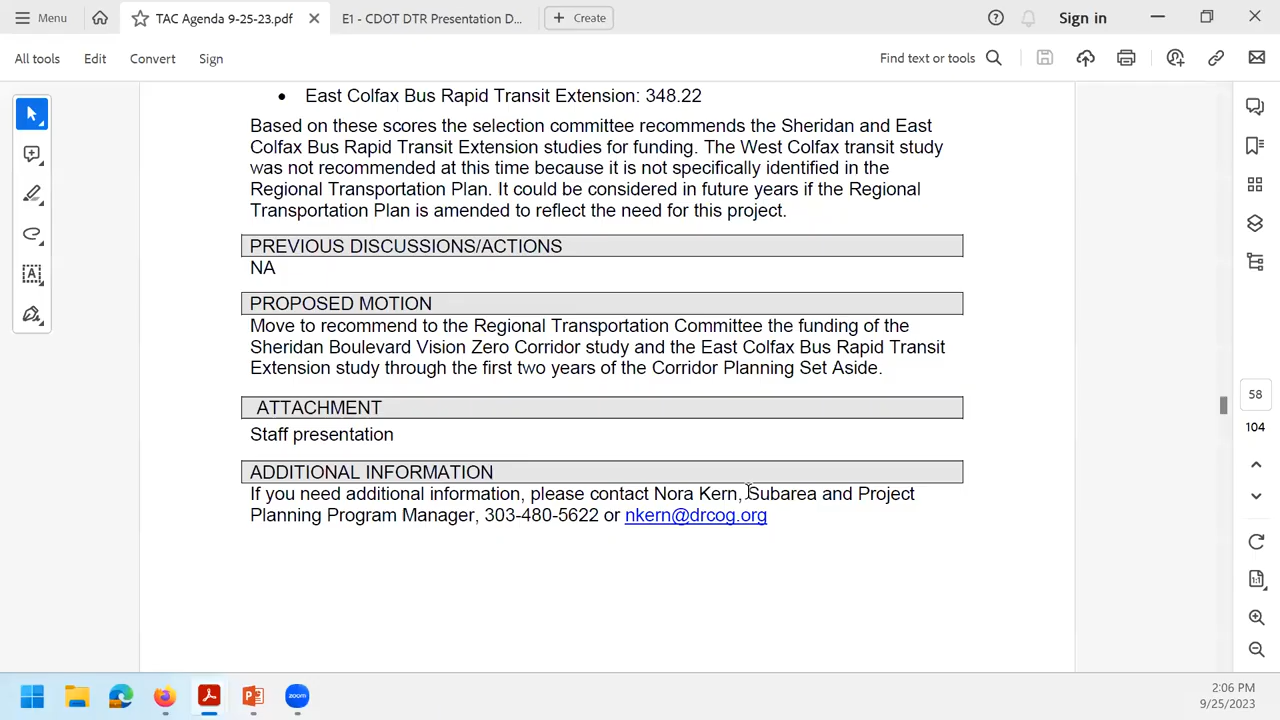 Menu
TAC Agenda 9-25-23.pdf
E1 - CDOT DTR Presentation D...
Create
Sign in
All tools
Edit
Convert
Sign
Find text or tools
• East Colfax Bus Rapid Transit Extension: 348.22
Based on these scores the selection committee recommends the Sheridan and East
Colfax Bus Rapid Transit Extension studies for funding. The West Colfax transit study
was not recommended at this time because it is not specifically identified in the
Regional Transportation Plan. It could be considered in future years if the Regional
Transportation Plan is amended to reflect the need for this project.
PREVIOUS DISCUSSIONS/ACTIONS
NA
PROPOSED MOTION
Move to recommend to the Regional Transportation Committee the funding of the
Sheridan Boulevard Vision Zero Corridor study and the East Colfax Bus Rapid Transit
Extension study through the first two years of the Corridor Planning Set Aside.
ATTACHMENT
Staff presentation
ADDITIONAL INFORMATION
If you need additional information, please contact Nora Kern, Subarea and Project
Planning Program Manager, 303-480-5622 or nkern@drcog.org
58
104
1:1
zoom
2:06 PM
9/25/2023